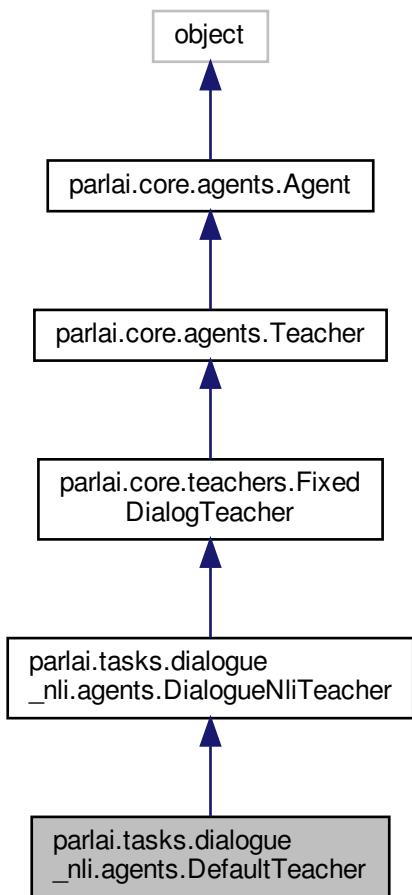 object
parlai.core.agents.Agent
parlai.core.agents.Teacher
parlai.core.teachers.Fixed
DialogTeacher
parlai.tasks.dialogue
_nli.agents.DialogueNliTeacher
parlai.tasks.dialogue
_nli.agents.DefaultTeacher